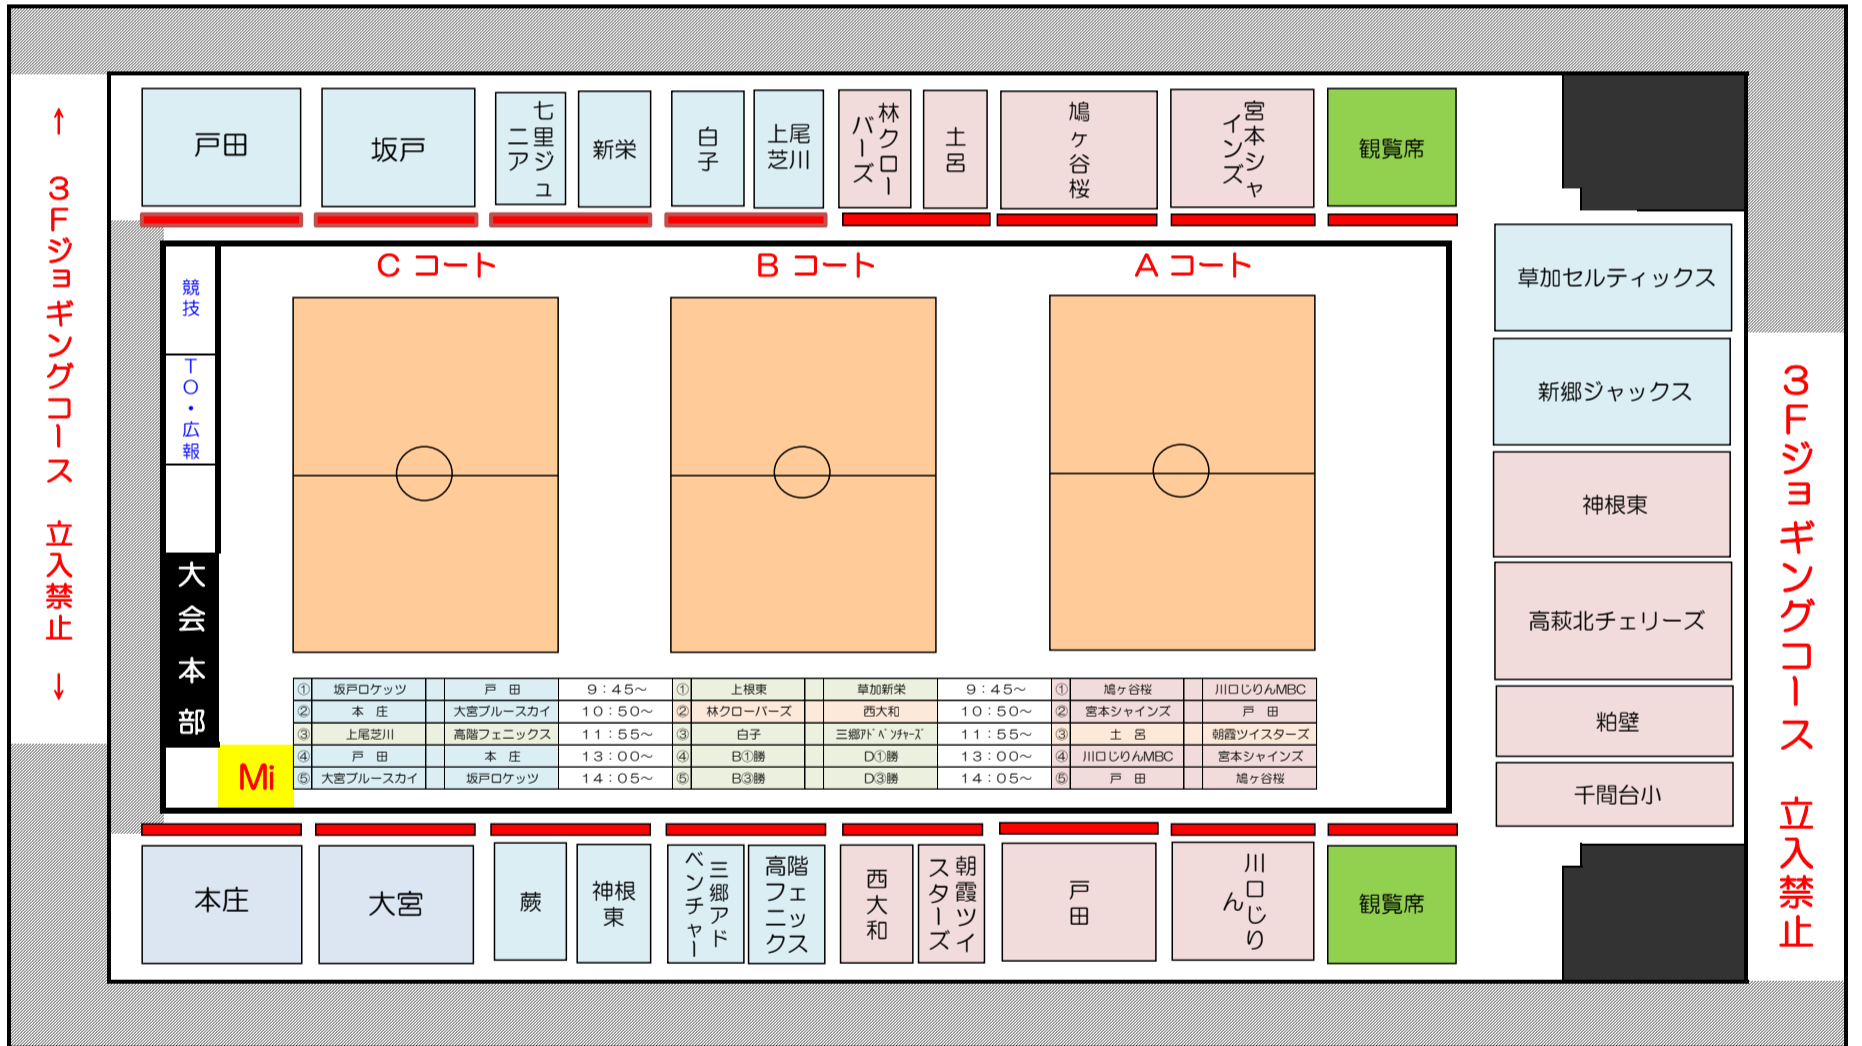 戸田
坂戸
七里ジュニア
新栄
白子
上尾芝川
林クローバーズ
土呂
鳩ヶ谷桜
宮本シャインズ
観覧席
↑ 3Fジョギングコース 立入禁止 ↓
競技
TO・広報
大会本部
Mi
C コート
B コート
A コート
草加セルティックス
新郷ジャックス
神根東
高萩北チェリーズ
粕壁
千間台小
3Fジョギングコース 立入禁止
① 坂戸ロケッツ 戸 田 9:45～ ① 上根東 草加新栄 9:45～ ① 鳩ヶ谷桜 川口じりんMBC
② 本 庄 大宮ブルースカイ 10:50～ ② 林クローバーズ 西大和 10:50～ ② 宮本シャインズ 戸 田
③ 上尾芝川 高階フェニックス 11:55～ ③ 白子 三郷アドベンチャーズ 11:55～ ③ 土 呂 朝霞ツイスターズ
④ 戸 田 本 庄 13:00～ ④ B①勝 D①勝 13:00～ ④ 川口じりんMBC 宮本シャインズ
⑤ 大宮ブルースカイ 坂戸ロケッツ 14:05～ ⑤ B③勝 D③勝 14:05～ ⑤ 戸 田 鳩ヶ谷桜
本庄
大宮
蕨
神根東
三郷アドベンチャー
高階フェニックス
西大和
朝霞ツイスターズ
戸田
川口じりん
観覧席